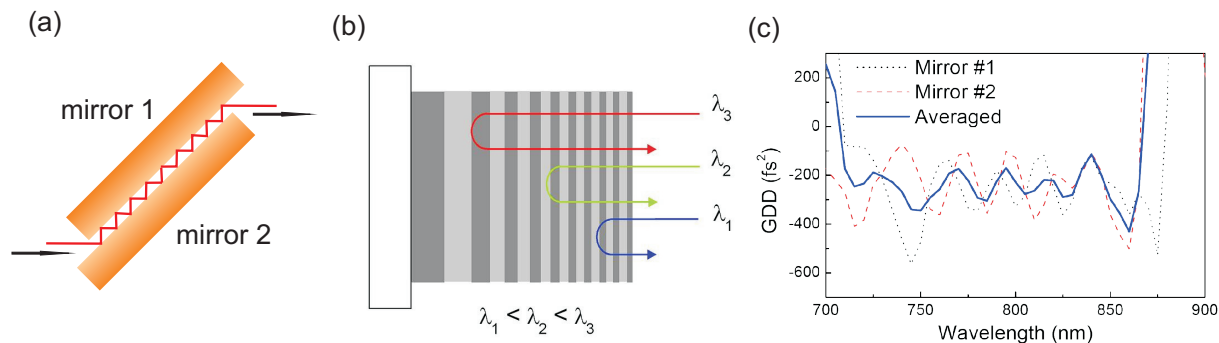 (a)
mirror 1
mirror 2
(b)
λ3
λ2
λ1
λ1 < λ2 < λ3
(c)
Mirror #1
Mirror #2
Averaged
GDD (fs²)
200
0
-200
-400
-600
700 750 800 850 900
Wavelength (nm)